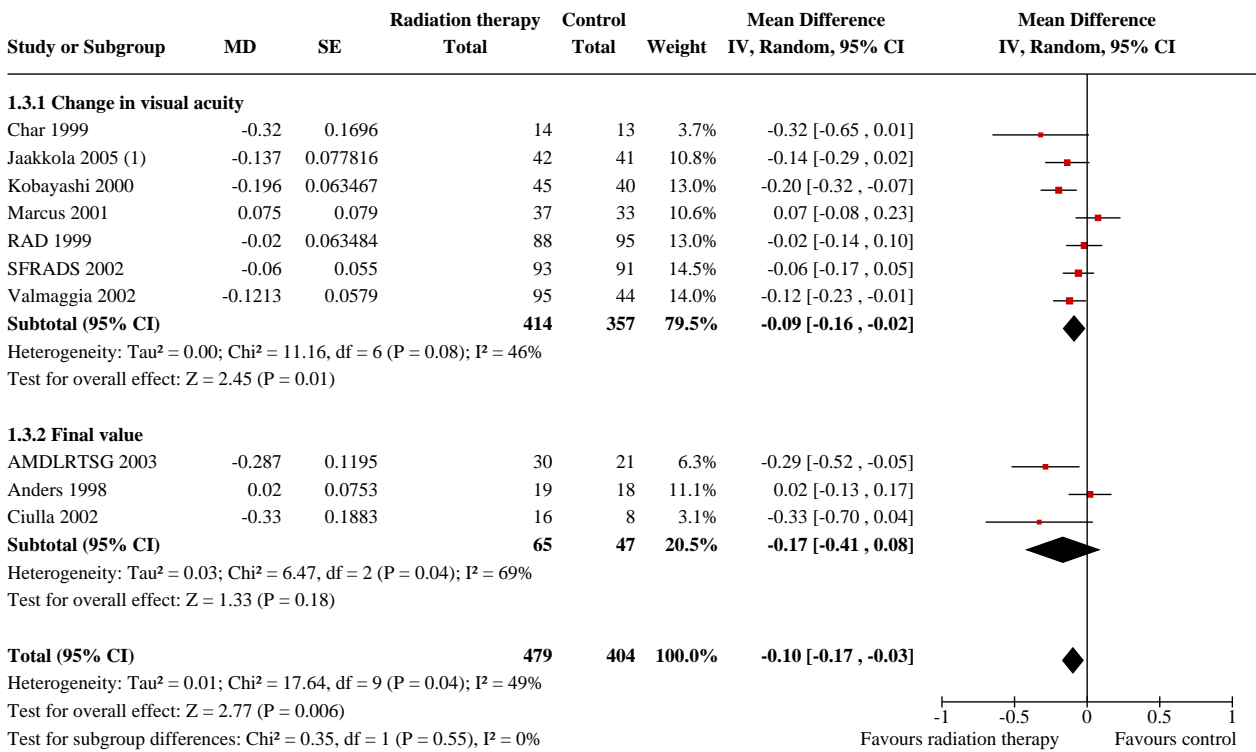 Radiation therapy Control Mean Difference Mean Difference
Study or Subgroup MD SE Total Total Weight IV, Random, 95% CI IV, Random, 95% CI
1.3.1 Change in visual acuity
Char 1999 -0.32 0.1696 14 13 3.7% -0.32 [-0.65 , 0.01]
Jaakkola 2005 (1) -0.137 0.077816 42 41 10.8% -0.14 [-0.29 , 0.02]
Kobayashi 2000 -0.196 0.063467 45 40 13.0% -0.20 [-0.32 , -0.07]
Marcus 2001 0.075 0.079 37 33 10.6% 0.07 [-0.08 , 0.23]
RAD 1999 -0.02 0.063484 88 95 13.0% -0.02 [-0.14 , 0.10]
SFRADS 2002 -0.06 0.055 93 91 14.5% -0.06 [-0.17 , 0.05]
Valmaggia 2002 -0.1213 0.0579 95 44 14.0% -0.12 [-0.23 , -0.01]
Subtotal (95% CI) 414 357 79.5% -0.09 [-0.16 , -0.02]
Heterogeneity: Tau² = 0.00; Chi² = 11.16, df = 6 (P = 0.08); I² = 46%
Test for overall effect: Z = 2.45 (P = 0.01)
1.3.2 Final value
AMDLRTSG 2003 -0.287 0.1195 30 21 6.3% -0.29 [-0.52 , -0.05]
Anders 1998 0.02 0.0753 19 18 11.1% 0.02 [-0.13 , 0.17]
Ciulla 2002 -0.33 0.1883 16 8 3.1% -0.33 [-0.70 , 0.04]
Subtotal (95% CI) 65 47 20.5% -0.17 [-0.41 , 0.08]
Heterogeneity: Tau² = 0.03; Chi² = 6.47, df = 2 (P = 0.04); I² = 69%
Test for overall effect: Z = 1.33 (P = 0.18)
Total (95% CI) 479 404 100.0% -0.10 [-0.17 , -0.03]
Heterogeneity: Tau² = 0.01; Chi² = 17.64, df = 9 (P = 0.04); I² = 49%
Test for overall effect: Z = 2.77 (P = 0.006) -1 -0.5 0 0.5 1
Test for subgroup differences: Chi² = 0.35, df = 1 (P = 0.55), I² = 0% Favours radiation therapy Favours control